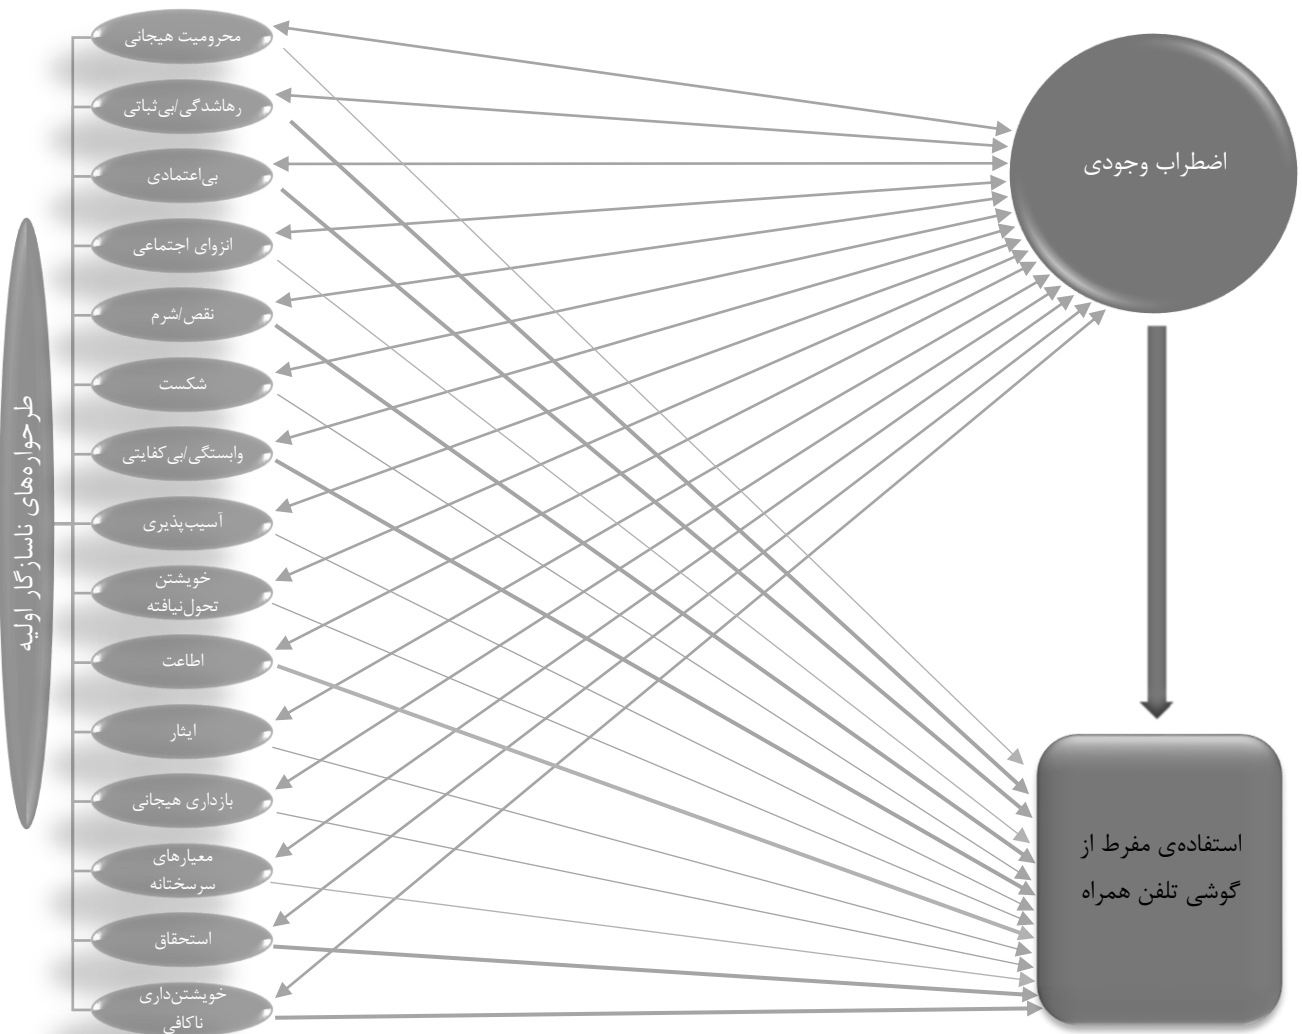 محرومیت هیجانی
رهاشدگی/بی‌ثباتی
بی‌اعتمادی
انزوای اجتماعی
نقص/شرم
شکست
وابستگی/بی‌کفایتی
آسیب‌پذیری
خویشتن
تحول‌نیافته
اطاعت
ایثار
بازداری هیجانی
معیارهای
سرسختانه
استحقاق
خویشتن‌داری
ناکافی
طرحواره‌های ناسازگار اولیه
اضطراب وجودی
استفاده‌ی مفرط از
گوشی تلفن همراه